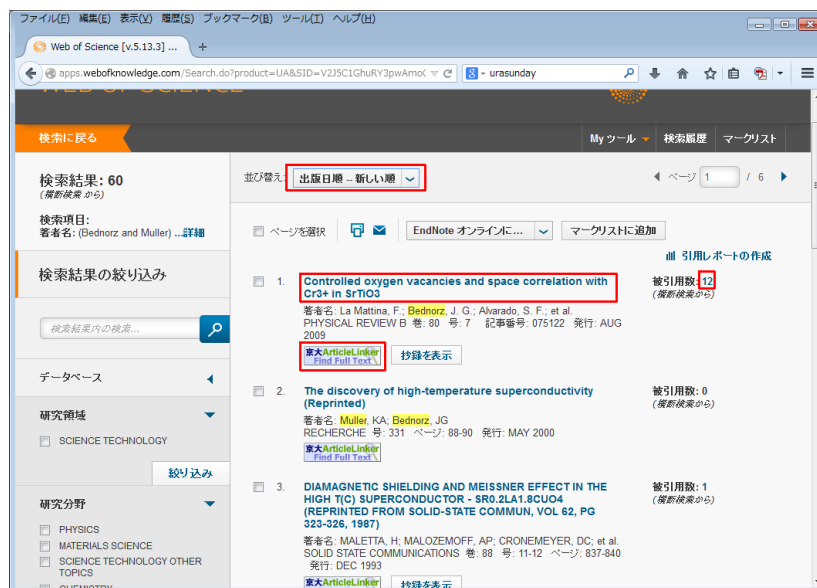 ファイル(F) 編集(E) 表示(V) 履歴(S) ブックマーク(B) ツール(T) ヘルプ(H)
Web of Science [v.5.13.3] ... +
apps.webofknowledge.com/Search.do?product=UA&SID=V2J5C1GhuRY3pwAmo
urasunday
WEB OF SCIENCE
検索に戻る
My ツール 検索履歴 マークリスト
検索結果: 60
(横断検索 から)
並び替え: 出版日順 -- 新しい順
ページ 1 / 6
検索項目:
著者名: (Bednorz and Muller) ...詳細
ページを選択 EndNote オンラインに... マークリストに追加
引用レポートの作成
検索結果の絞り込み
検索結果内の検索...
データベース
研究領域
SCIENCE TECHNOLOGY
絞り込み
研究分野
PHYSICS
MATERIALS SCIENCE
SCIENCE TECHNOLOGY OTHER
TOPICS
CHEMISTRY
1. Controlled oxygen vacancies and space correlation with
Cr3+ in SrTiO3
著者名: La Mattina, F.; Bednorz, J. G.; Alvarado, S. F.; et al.
PHYSICAL REVIEW B 巻: 80 号: 7 記事番号: 075122 発行: AUG
2009
京大ArticleLinker
Find Full Text
抄録を表示
被引用数: 12
(横断検索から)
2. The discovery of high-temperature superconductivity
(Reprinted)
著者名: Muller, KA; Bednorz, JG
RECHERCHE 号: 331 ページ: 88-90 発行: MAY 2000
京大ArticleLinker
Find Full Text
被引用数: 0
(横断検索から)
3. DIAMAGNETIC SHIELDING AND MEISSNER EFFECT IN THE
HIGH T(C) SUPERCONDUCTOR - SR0.2LA1.8CUO4
(REPRINTED FROM SOLID-STATE COMMUN, VOL 62, PG
323-326, 1987)
著者名: MALETTA, H; MALOZEMOFF, AP; CRONEMEYER, DC; et al.
SOLID STATE COMMUNICATIONS 巻: 88 号: 11-12 ページ: 837-840
発行: DEC 1993
京大ArticleLinker
抄録を表示
被引用数: 1
(横断検索から)